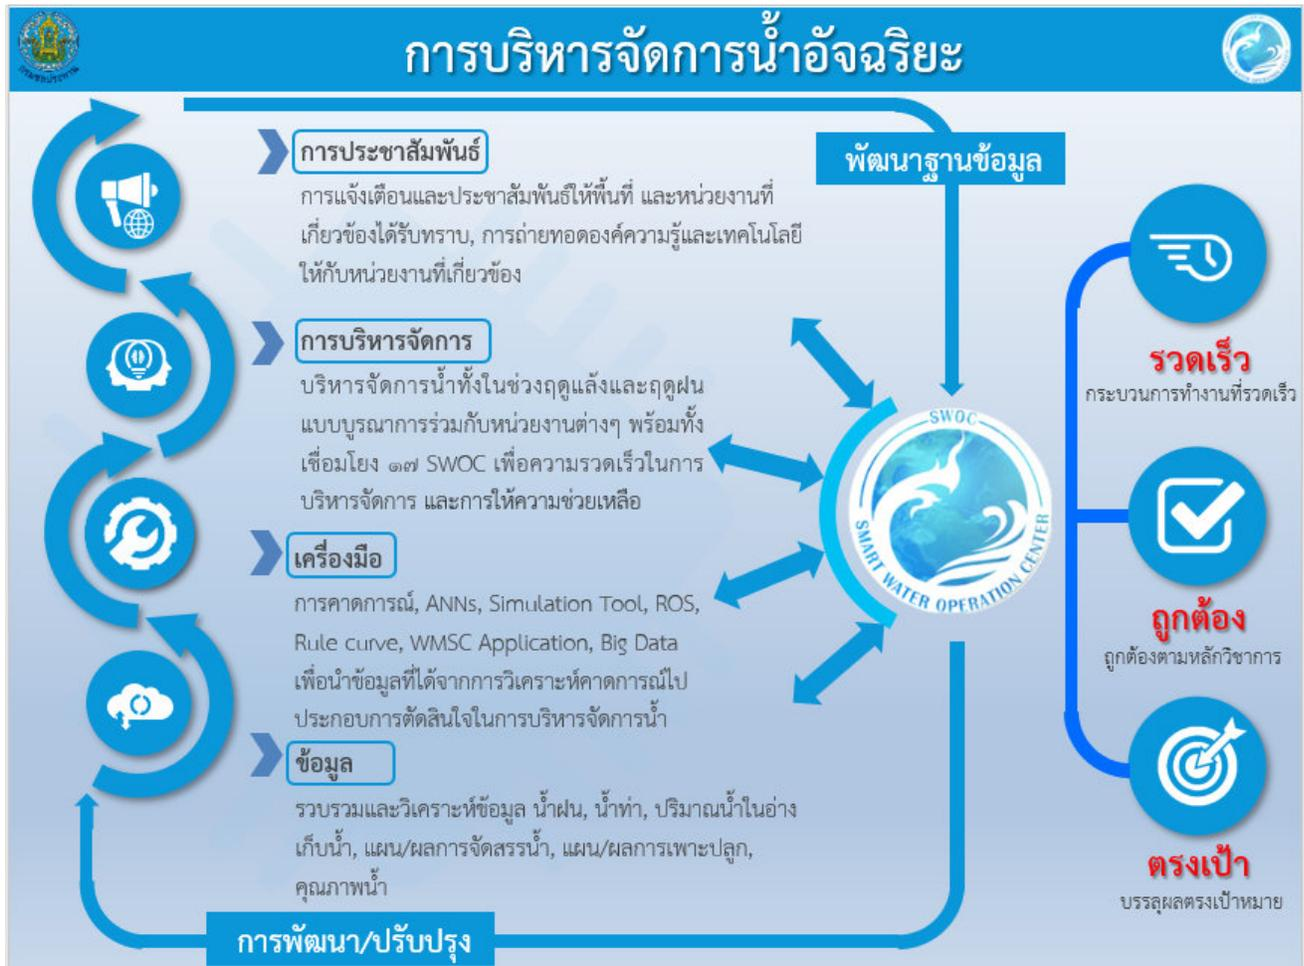 การบริหารจัดการน้ำอัจฉริยะ
กรมชลประทาน
การประชาสัมพันธ์
การแจ้งเตือนและประชาสัมพันธ์ให้พื้นที่ และหน่วยงานที่
เกี่ยวข้องได้รับทราบ, การถ่ายทอดองค์ความรู้และเทคโนโลยี
ให้กับหน่วยงานที่เกี่ยวข้อง
การบริหารจัดการ
บริหารจัดการน้ำทั้งในช่วงฤดูแล้งและฤดูฝน
แบบบูรณาการร่วมกับหน่วยงานต่างๆ พร้อมทั้ง
เชื่อมโยง ๑๗ SWOC เพื่อความรวดเร็วในการ
บริหารจัดการ และการให้ความช่วยเหลือ
เครื่องมือ
การคาดการณ์, ANNs, Simulation Tool, ROS,
Rule curve, WMSC Application, Big Data
เพื่อนำข้อมูลที่ได้จากการวิเคราะห์คาดการณ์ไป
ประกอบการตัดสินใจในการบริหารจัดการน้ำ
ข้อมูล
รวบรวมและวิเคราะห์ข้อมูล น้ำฝน, น้ำท่า, ปริมาณน้ำในอ่าง
เก็บน้ำ, แผน/ผลการจัดสรรน้ำ, แผน/ผลการเพาะปลูก,
คุณภาพน้ำ
การพัฒนา/ปรับปรุง
พัฒนาฐานข้อมูล
SWOC
SMART WATER OPERATION CENTER
รวดเร็ว
กระบวนการทำงานที่รวดเร็ว
ถูกต้อง
ถูกต้องตามหลักวิชาการ
ตรงเป้า
บรรลุผลตรงเป้าหมาย